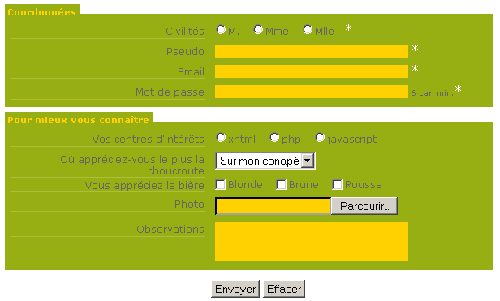 Coordonnées
Civilités M. Mme Mlle *
Pseudo *
Email *
Mot de passe 6 car. min. *
Pour mieux vous connaître
Vos centres d'intérêts xhtml php javascript
Où appréciez-vous le plus la
choucroute Sur mon canapé
Vous appréciez la bière Blonde Brune Rousse
Photo Parcourir...
Observations
Envoyer Effacer